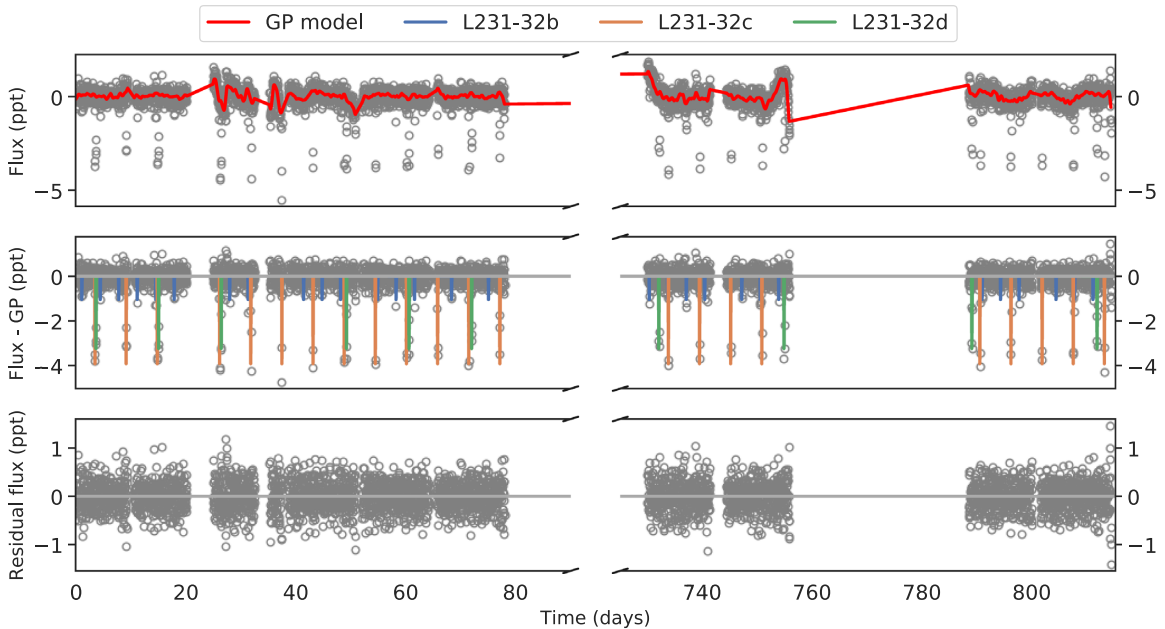 GP model L231-32b L231-32c L231-32d
Flux (ppt)
0
−5
0
−5
Flux - GP (ppt)
0
−2
−4
0
−2
−4
Residual flux (ppt)
1
0
−1
1
0
−1
0 20 40 60 80 740 760 780 800
Time (days)